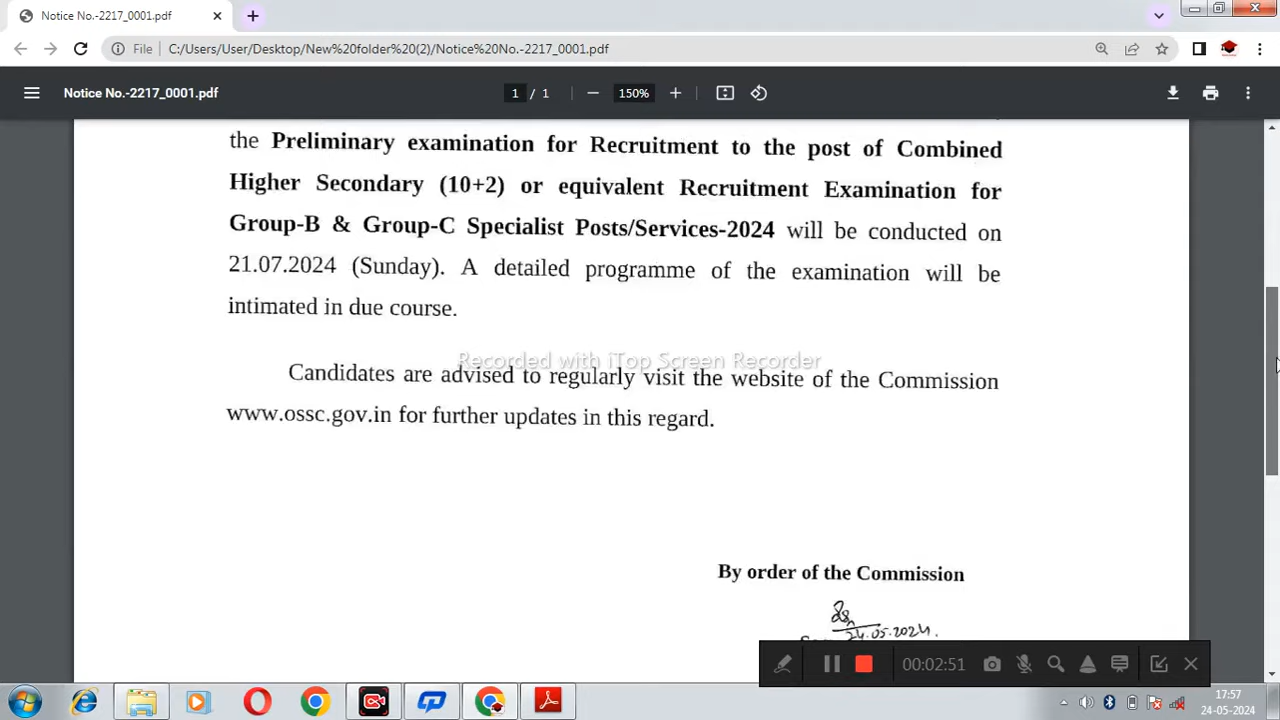 Notice No.-2217_0001.pdf
File C:/Users/User/Desktop/New%20folder%20(2)/Notice%20No.-2217_0001.pdf
Notice No.-2217_0001.pdf 1 / 1 150%
the Preliminary examination for Recruitment to the post of Combined
Higher Secondary (10+2) or equivalent Recruitment Examination for
Group-B & Group-C Specialist Posts/Services-2024 will be conducted on
21.07.2024 (Sunday). A detailed programme of the examination will be
intimated in due course.
Recorded with iTop Screen Recorder
Candidates are advised to regularly visit the website of the Commission
www.ossc.gov.in for further updates in this regard.
By order of the Commission
24.05.2024.
00:02:51
17:57
24-05-2024